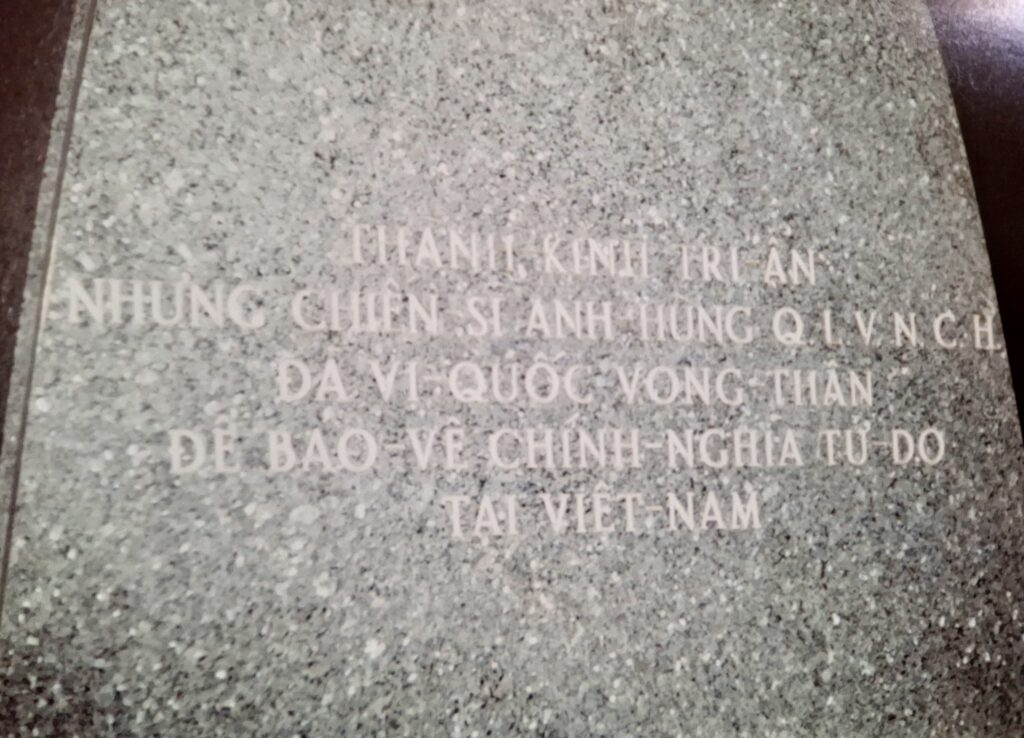 THÀNH-KÍNH TRI-ÂN
NHỮNG CHIẾN-SĨ ANH-HÙNG Q.L.V.N.C.H.
ĐÃ VỊ-QUỐC VONG-THÂN
ĐỂ BẢO-VỆ CHÍNH-NGHĨA TỰ-DO
TẠI VIỆT-NAM